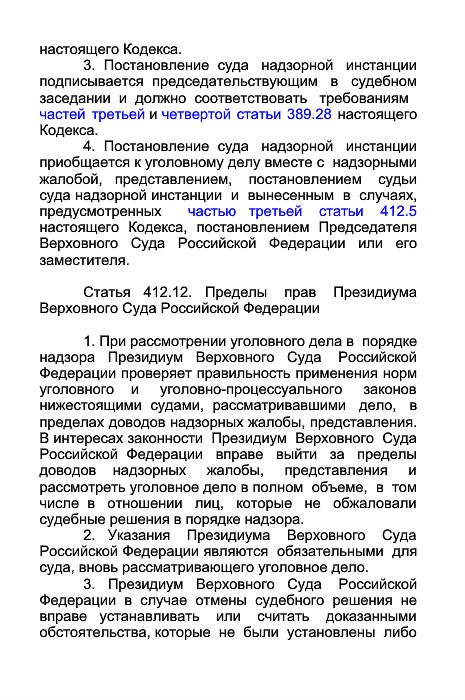 настоящего Кодекса.
3. Постановление суда надзорной инстанции
подписывается председательствующим в судебном
заседании и должно соответствовать требованиям
частей третьей и четвертой статьи 389.28 настоящего
Кодекса.
4. Постановление суда надзорной инстанции
приобщается к уголовному делу вместе с надзорными
жалобой, представлением, постановлением судьи
суда надзорной инстанции и вынесенным в случаях,
предусмотренных частью третьей статьи 412.5
настоящего Кодекса, постановлением Председателя
Верховного Суда Российской Федерации или его
заместителя.
Статья 412.12. Пределы прав Президиума
Верховного Суда Российской Федерации
1. При рассмотрении уголовного дела в порядке
надзора Президиум Верховного Суда Российской
Федерации проверяет правильность применения норм
уголовного и уголовно-процессуального законов
нижестоящими судами, рассматривавшими дело, в
пределах доводов надзорных жалобы, представления.
В интересах законности Президиум Верховного Суда
Российской Федерации вправе выйти за пределы
доводов надзорных жалобы, представления и
рассмотреть уголовное дело в полном объеме, в том
числе в отношении лиц, которые не обжаловали
судебные решения в порядке надзора.
2. Указания Президиума Верховного Суда
Российской Федерации являются обязательными для
суда, вновь рассматривающего уголовное дело.
3. Президиум Верховного Суда Российской
Федерации в случае отмены судебного решения не
вправе устанавливать или считать доказанными
обстоятельства, которые не были установлены либо